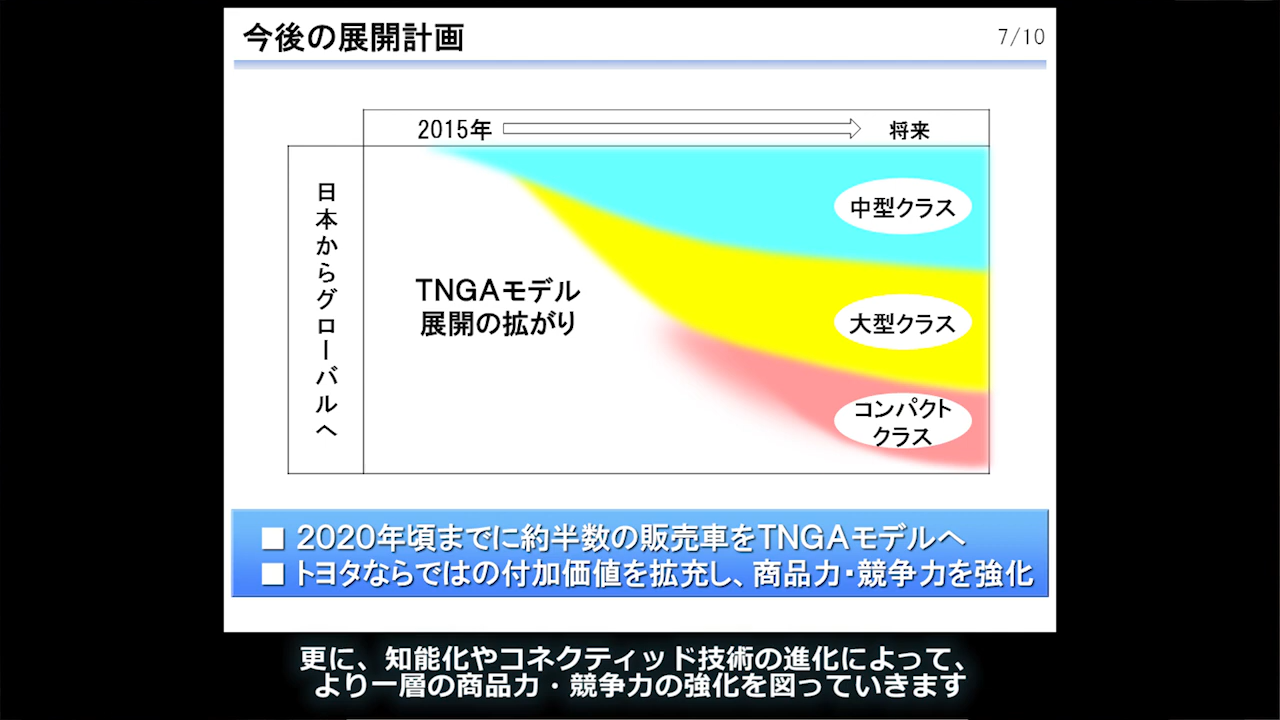 今後の展開計画
7/10
2015年
将来
日本からグローバルへ
中型クラス
TNGAモデル
展開の拡がり
大型クラス
コンパクト
クラス
■ 2020年頃までに約半数の販売車をTNGAモデルへ
■ トヨタならではの付加価値を拡充し、商品力・競争力を強化
更に、知能化やコネクティッド技術の進化によって、
より一層の商品力・競争力の強化を図っていきます